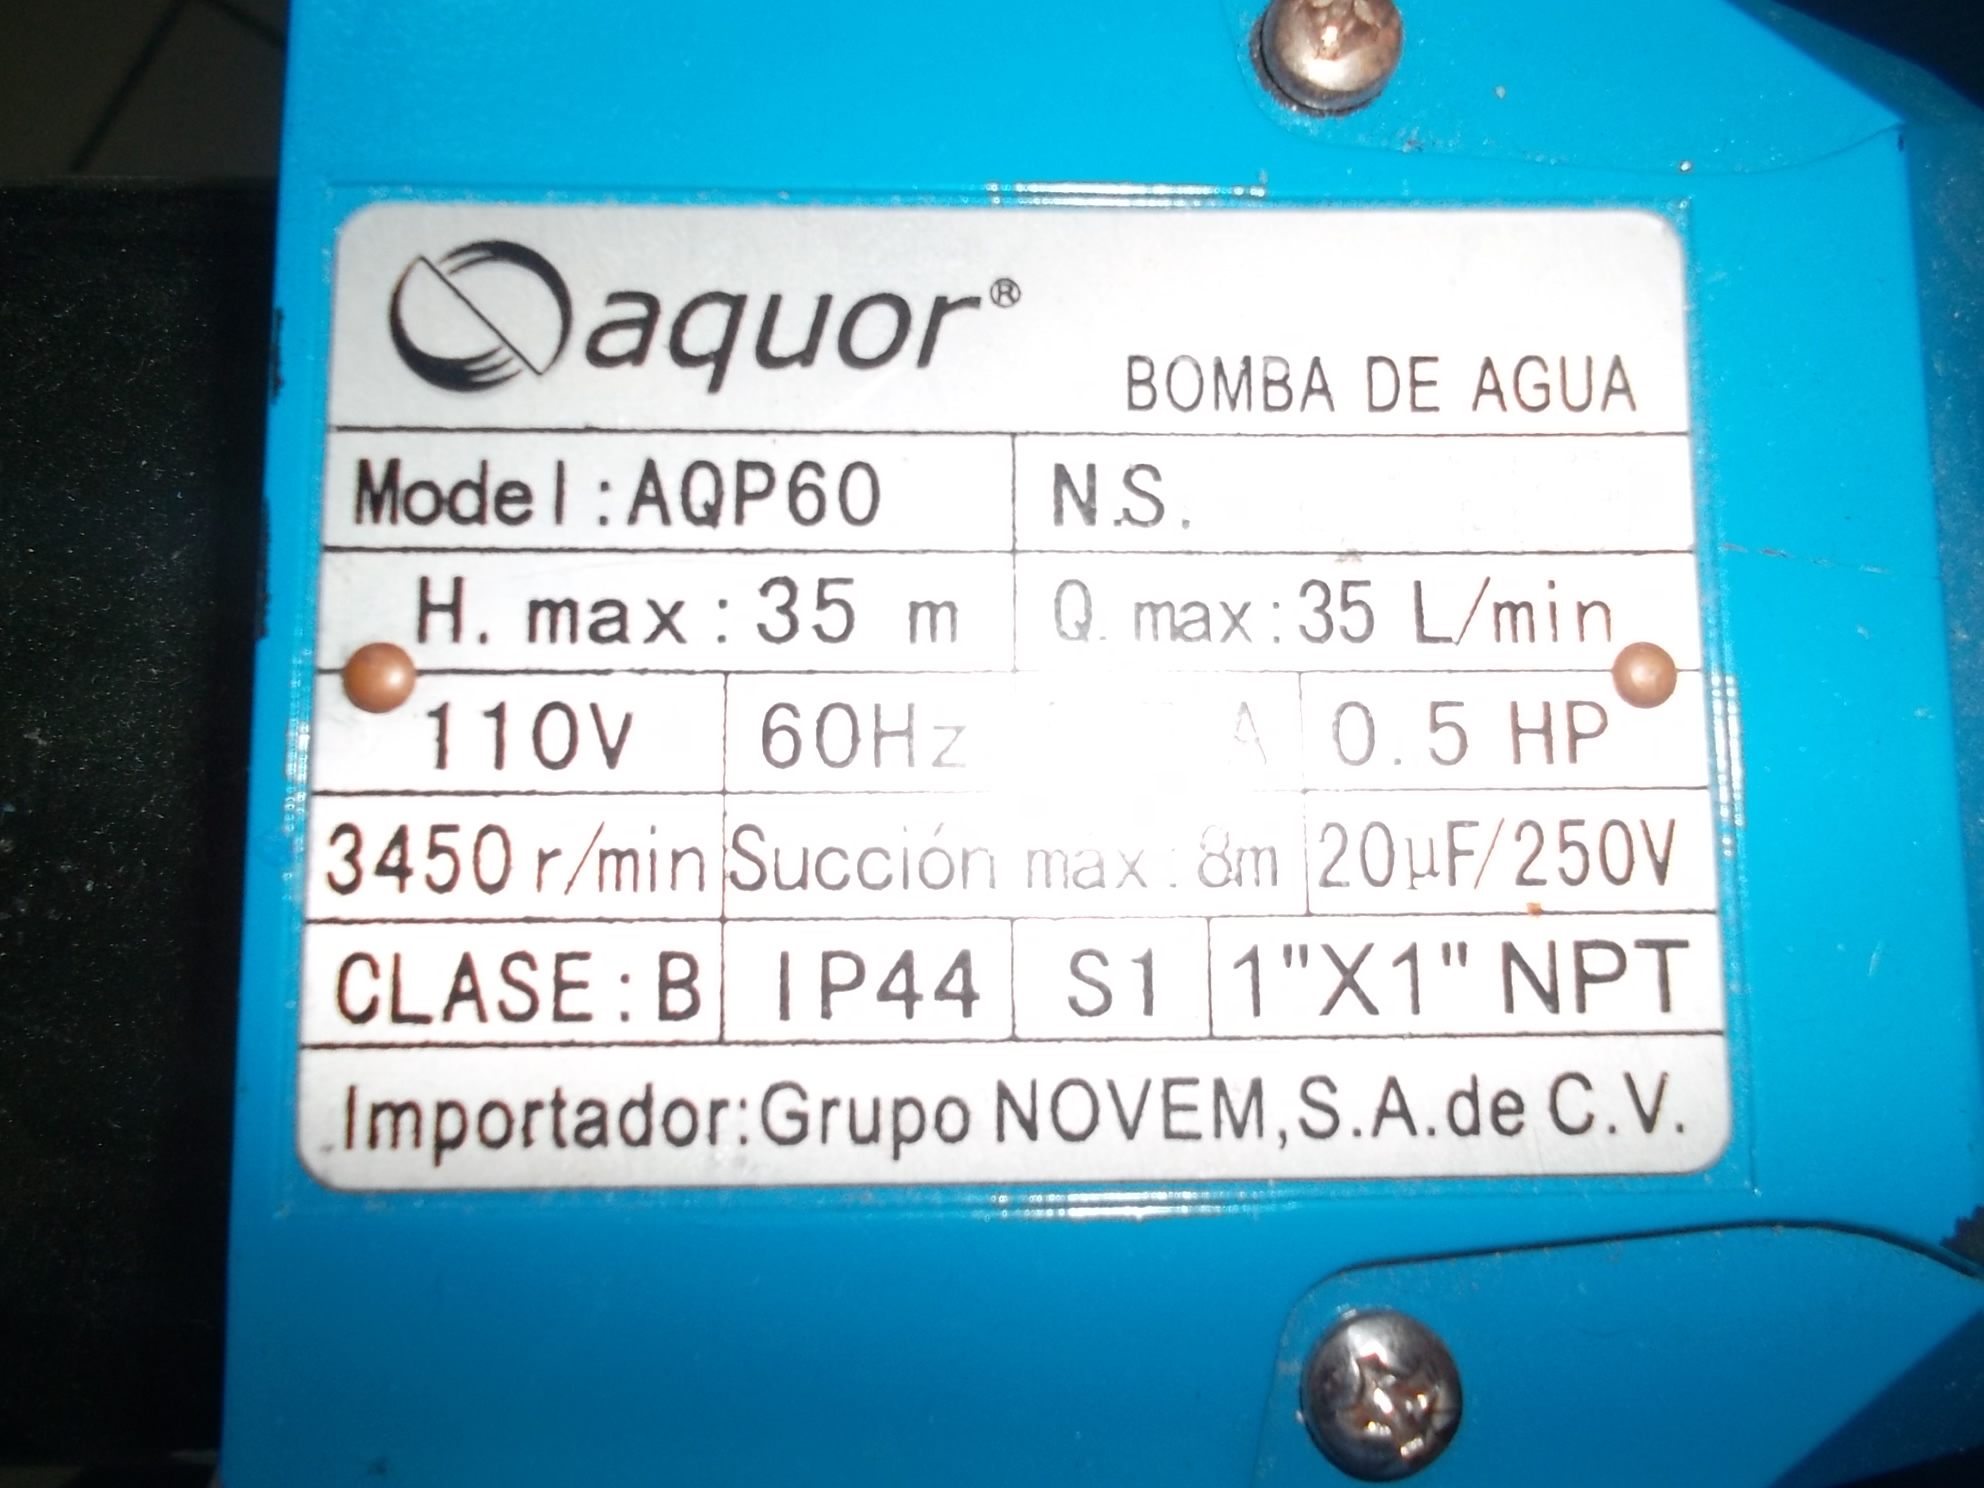 aquor®
BOMBA DE AGUA
Model:AQP60 N.S.
H. max:35 m Q. max:35 L/min
110V 60Hz A 0.5 HP
3450 r/min Succión max:8m 20µF/250V
CLASE:B IP44 S1 1"X1" NPT
Importador:Grupo NOVEM,S.A.de C.V.